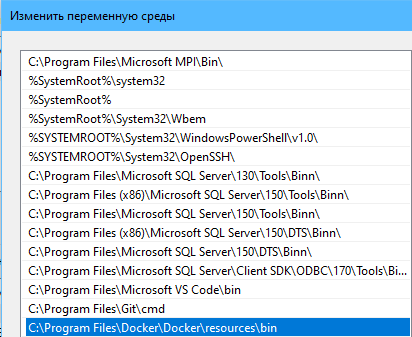 Изменить переменную среды
C:\Program Files\Microsoft MPI\Bin\
%SystemRoot%\system32
%SystemRoot%
%SystemRoot%\System32\Wbem
%SYSTEMROOT%\System32\WindowsPowerShell\v1.0\
%SYSTEMROOT%\System32\OpenSSH\
C:\Program Files\Microsoft SQL Server\130\Tools\Binn\
C:\Program Files (x86)\Microsoft SQL Server\150\Tools\Binn\
C:\Program Files\Microsoft SQL Server\150\Tools\Binn\
C:\Program Files (x86)\Microsoft SQL Server\150\DTS\Binn\
C:\Program Files\Microsoft SQL Server\150\DTS\Binn\
C:\Program Files\Microsoft SQL Server\Client SDK\ODBC\170\Tools\Bi...
C:\Program Files\Microsoft VS Code\bin
C:\Program Files\Git\cmd
C:\Program Files\Docker\Docker\resources\bin